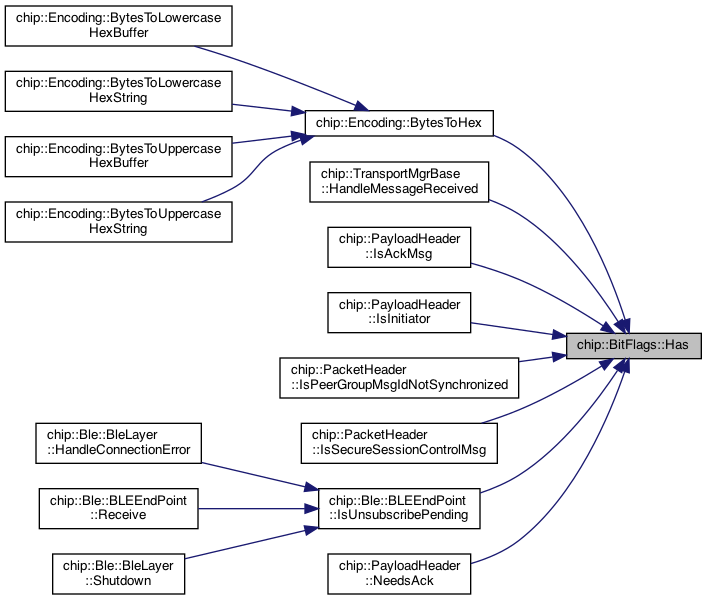 chip::Encoding::BytesToLowercase
HexBuffer
chip::Encoding::BytesToLowercase
HexString
chip::Encoding::BytesToHex
chip::Encoding::BytesToUppercase
HexBuffer
chip::Encoding::BytesToUppercase
HexString
chip::TransportMgrBase
::HandleMessageReceived
chip::PayloadHeader
::IsAckMsg
chip::PayloadHeader
::IsInitiator
chip::BitFlags::Has
chip::PacketHeader
::IsPeerGroupMsgIdNotSynchronized
chip::PacketHeader
::IsSecureSessionControlMsg
chip::Ble::BleLayer
::HandleConnectionError
chip::Ble::BLEEndPoint
::Receive
chip::Ble::BLEEndPoint
::IsUnsubscribePending
chip::Ble::BleLayer
::Shutdown
chip::PayloadHeader
::NeedsAck